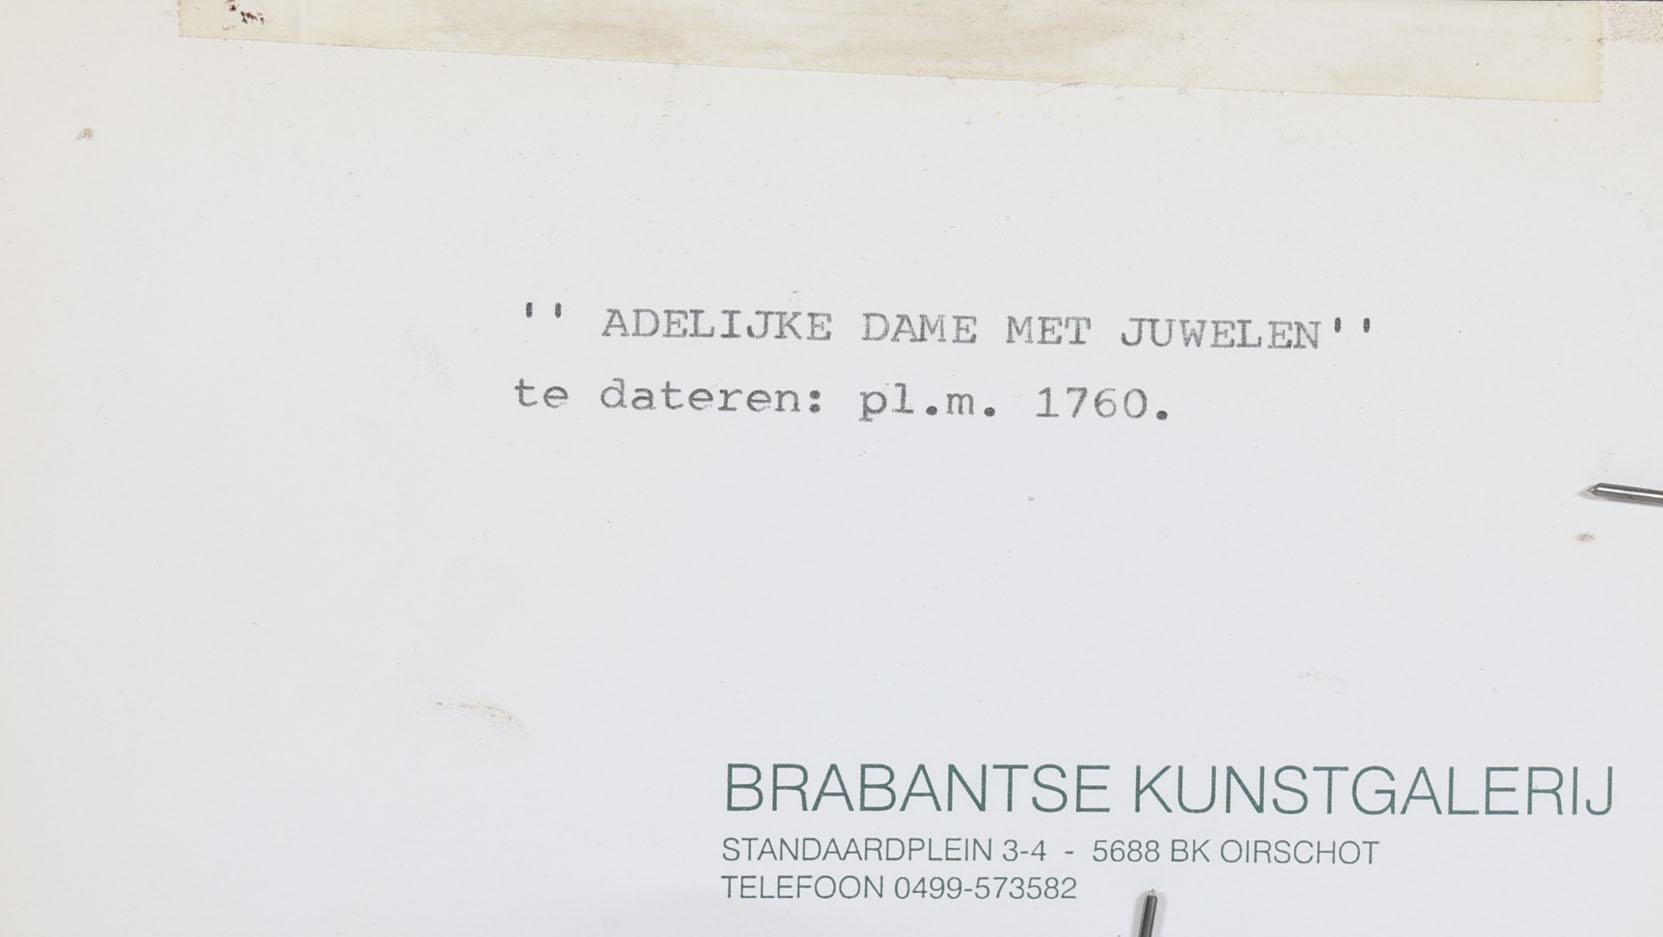 '' ADELIJKE DAME MET JUWELEN''
te dateren: pl.m. 1760.
BRABANTSE KUNSTGALERIJ
STANDAARDPLEIN 3-4 - 5688 BK OIRSCHOT
TELEFOON 0499-573582